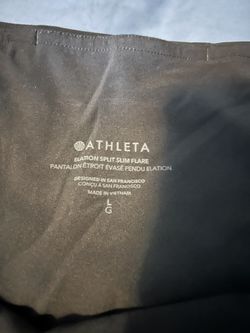 ATHLETA
ELATION SPLIT SLIM FLARE
PANTALON ÉTROIT ÉVASÉ FENDU ELATION
DESIGNED IN SAN FRANCISCO
CONÇU À SAN FRANCISCO
MADE IN VIETNAM
L
G